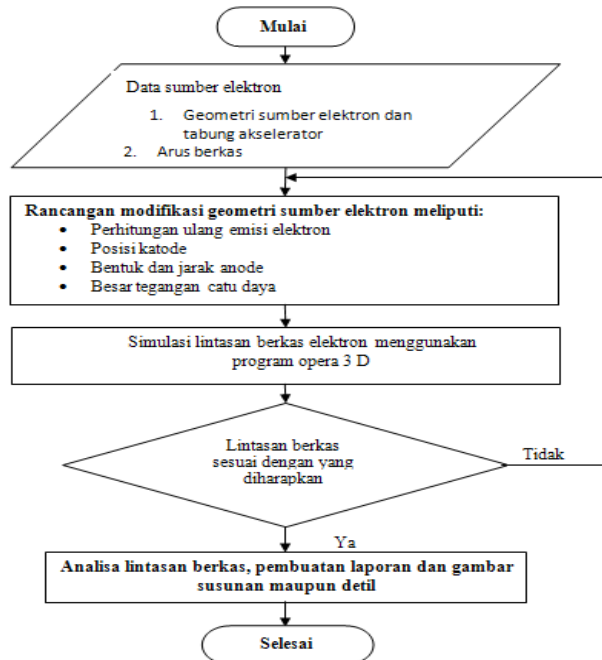 Mulai
Data sumber elektron
1. Geometri sumber elektron dan
tabung akselerator
2. Arus berkas
Rancangan modifikasi geometri sumber elektron meliputi:
• Perhitungan ulang emisi elektron
• Posisi katode
• Bentuk dan jarak anode
• Besar tegangan catu daya
Simulasi lintasan berkas elektron menggunakan
program opera 3 D
Lintasan berkas
sesuai dengan yang
diharapkan
Tidak
Ya
Analisa lintasan berkas, pembuatan laporan dan gambar
susunan maupun detil
Selesai